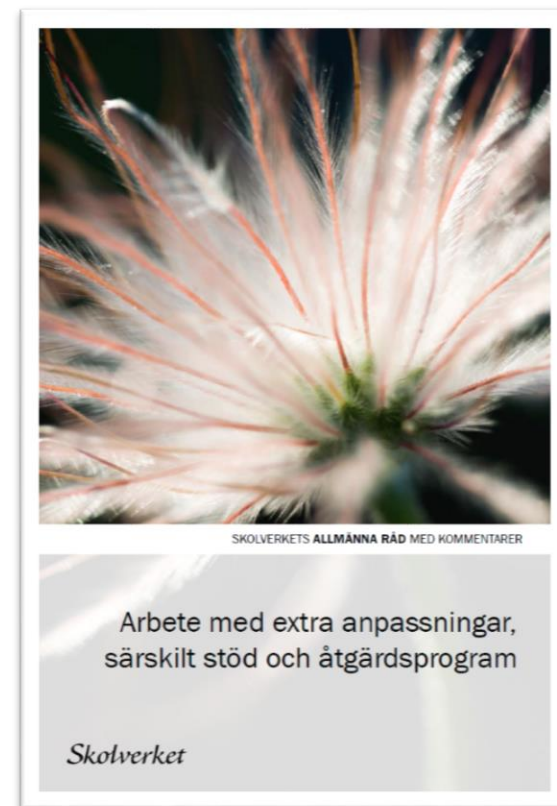 SKOLVERKETS ALLMÄNNA RÅD MED KOMMENTARER
Arbete med extra anpassningar,
särskilt stöd och åtgärdsprogram
Skolverket